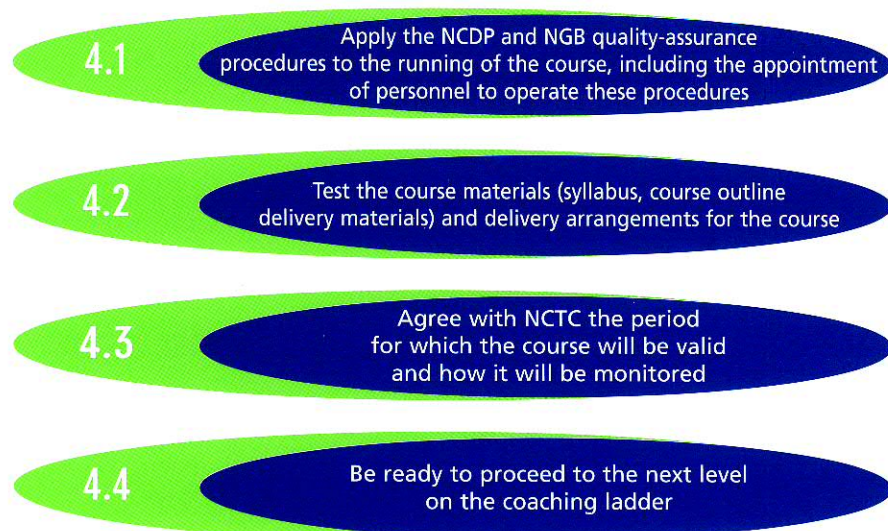 4.1
Apply the NCDP and NGB quality-assurance
procedures to the running of the course, including the appointment
of personnel to operate these procedures
4.2
Test the course materials (syllabus, course outline
delivery materials) and delivery arrangements for the course
4.3
Agree with NCTC the period
for which the course will be valid
and how it will be monitored
4.4
Be ready to proceed to the next level
on the coaching ladder